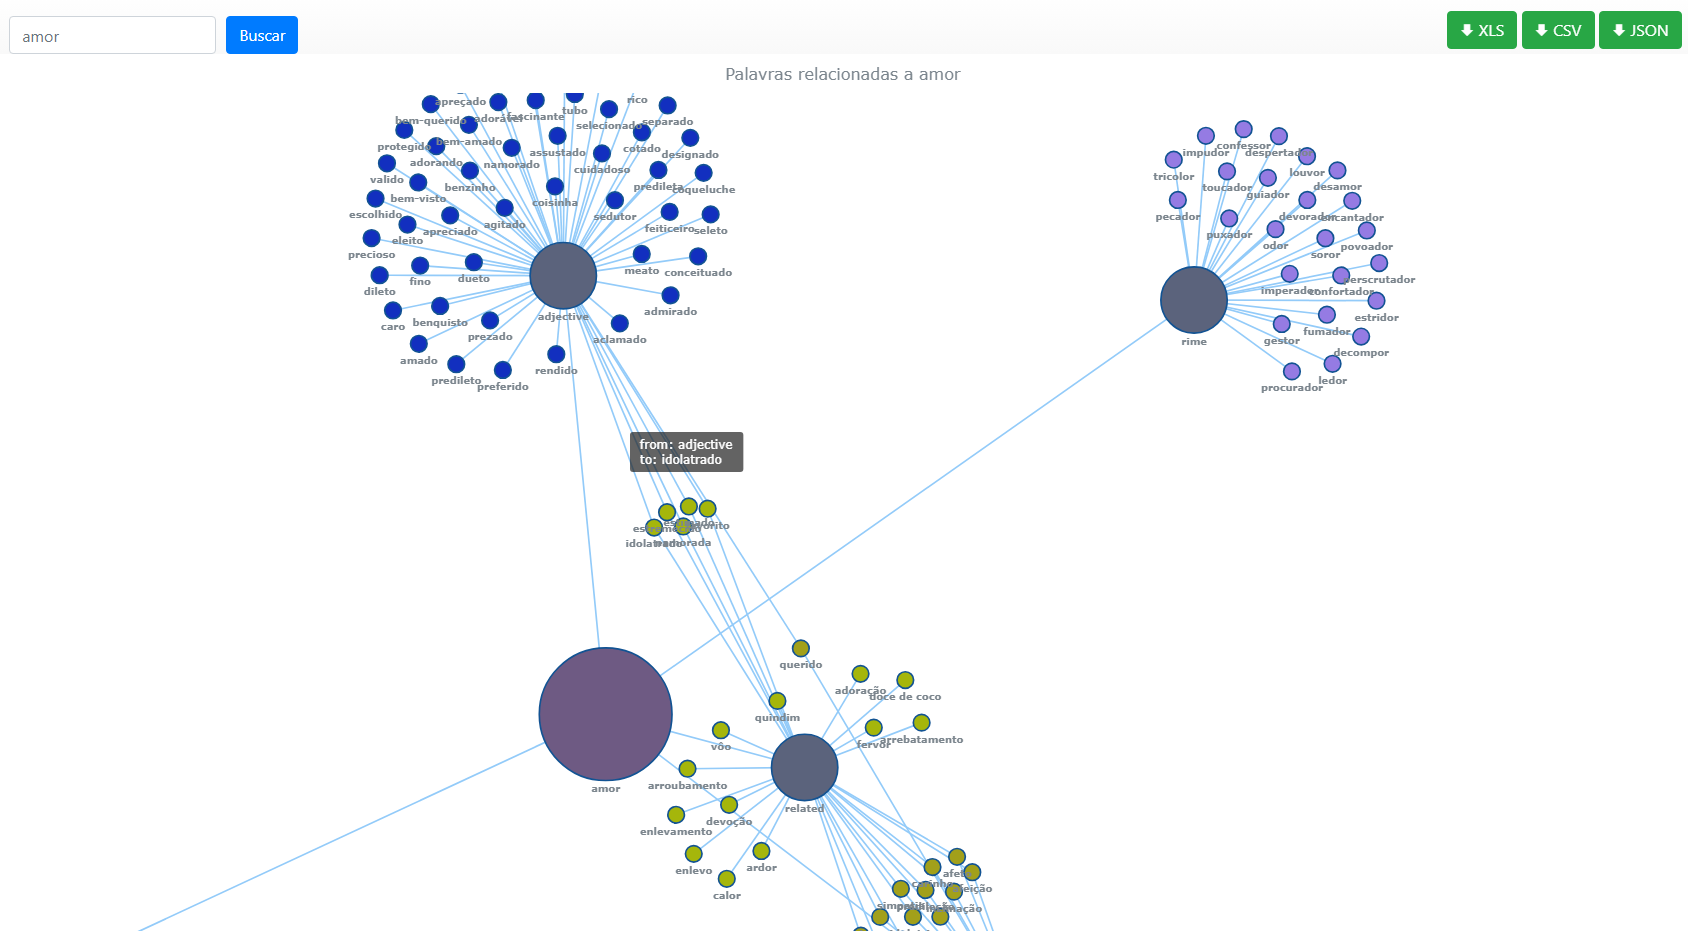 amor
Buscar
XLS
CSV
JSON
Palavras relacionadas a amor
apreçado
rico
tubo
bem-querido
adorável
fascinante
selecionado
separado
protegido
bem-amado
assustado
cotado
designado
adorando
namorado
cuidadoso
valido
benzinho
predileta
coqueluche
bem-visto
coisinha
escolhido
apreciado
agitado
sedutor
feiticeiro
seleto
eleito
precioso
fino
dueto
meato
conceituado
dileto
adjective
admirado
caro
benquisto
prezado
aclamado
amado
predileto
preferido
rendido
impudor
confessor
despertador
tricolor
toucador
guiador
louvor
desamor
pecador
puxador
odor
devorador
encantador
soror
povoador
imperador
confortador
perscrutador
estridor
rime
gestor
fumador
decompor
procurador
ledor
from: adjective
to: idolatrado
idolatrado
namorada
querido
adoração
doce de coco
quindim
vôo
fervor
arrebatamento
arroubamento
amor
related
enlevamento
devoção
enlevo
ardor
calor
afeto
carinho
afeição